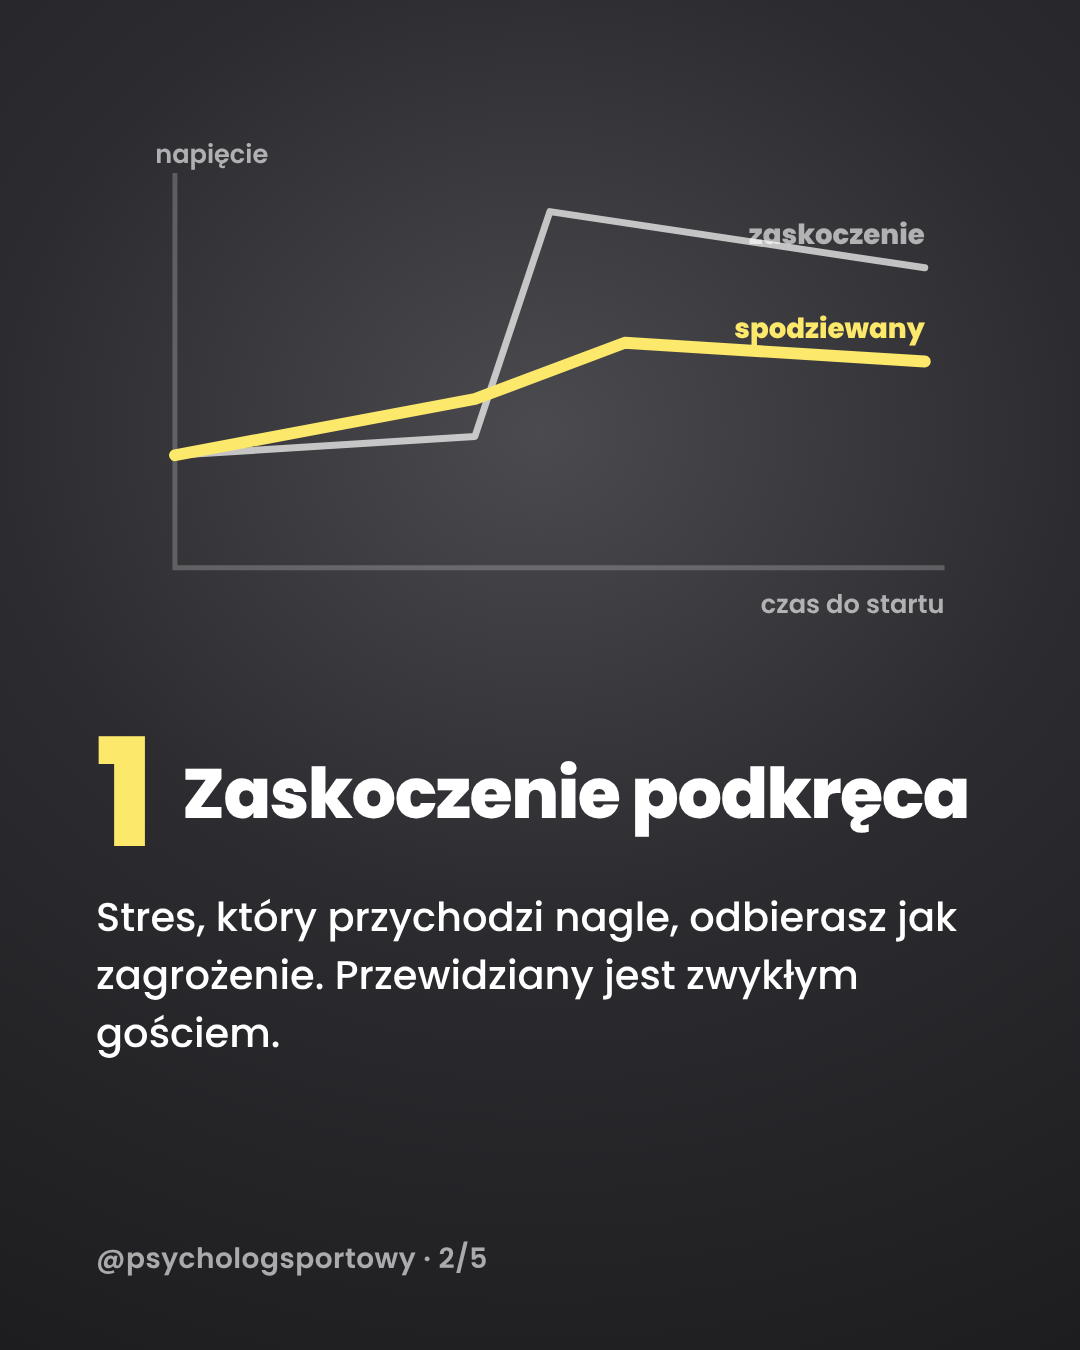 napięcie
zaskoczenie
spodziewany
czas do startu
1 Zaskoczenie podkręca
Stres, który przychodzi nagle, odbierasz jak
zagrożenie. Przewidziany jest zwykłym
gościem.
@psychologsportowy · 2/5